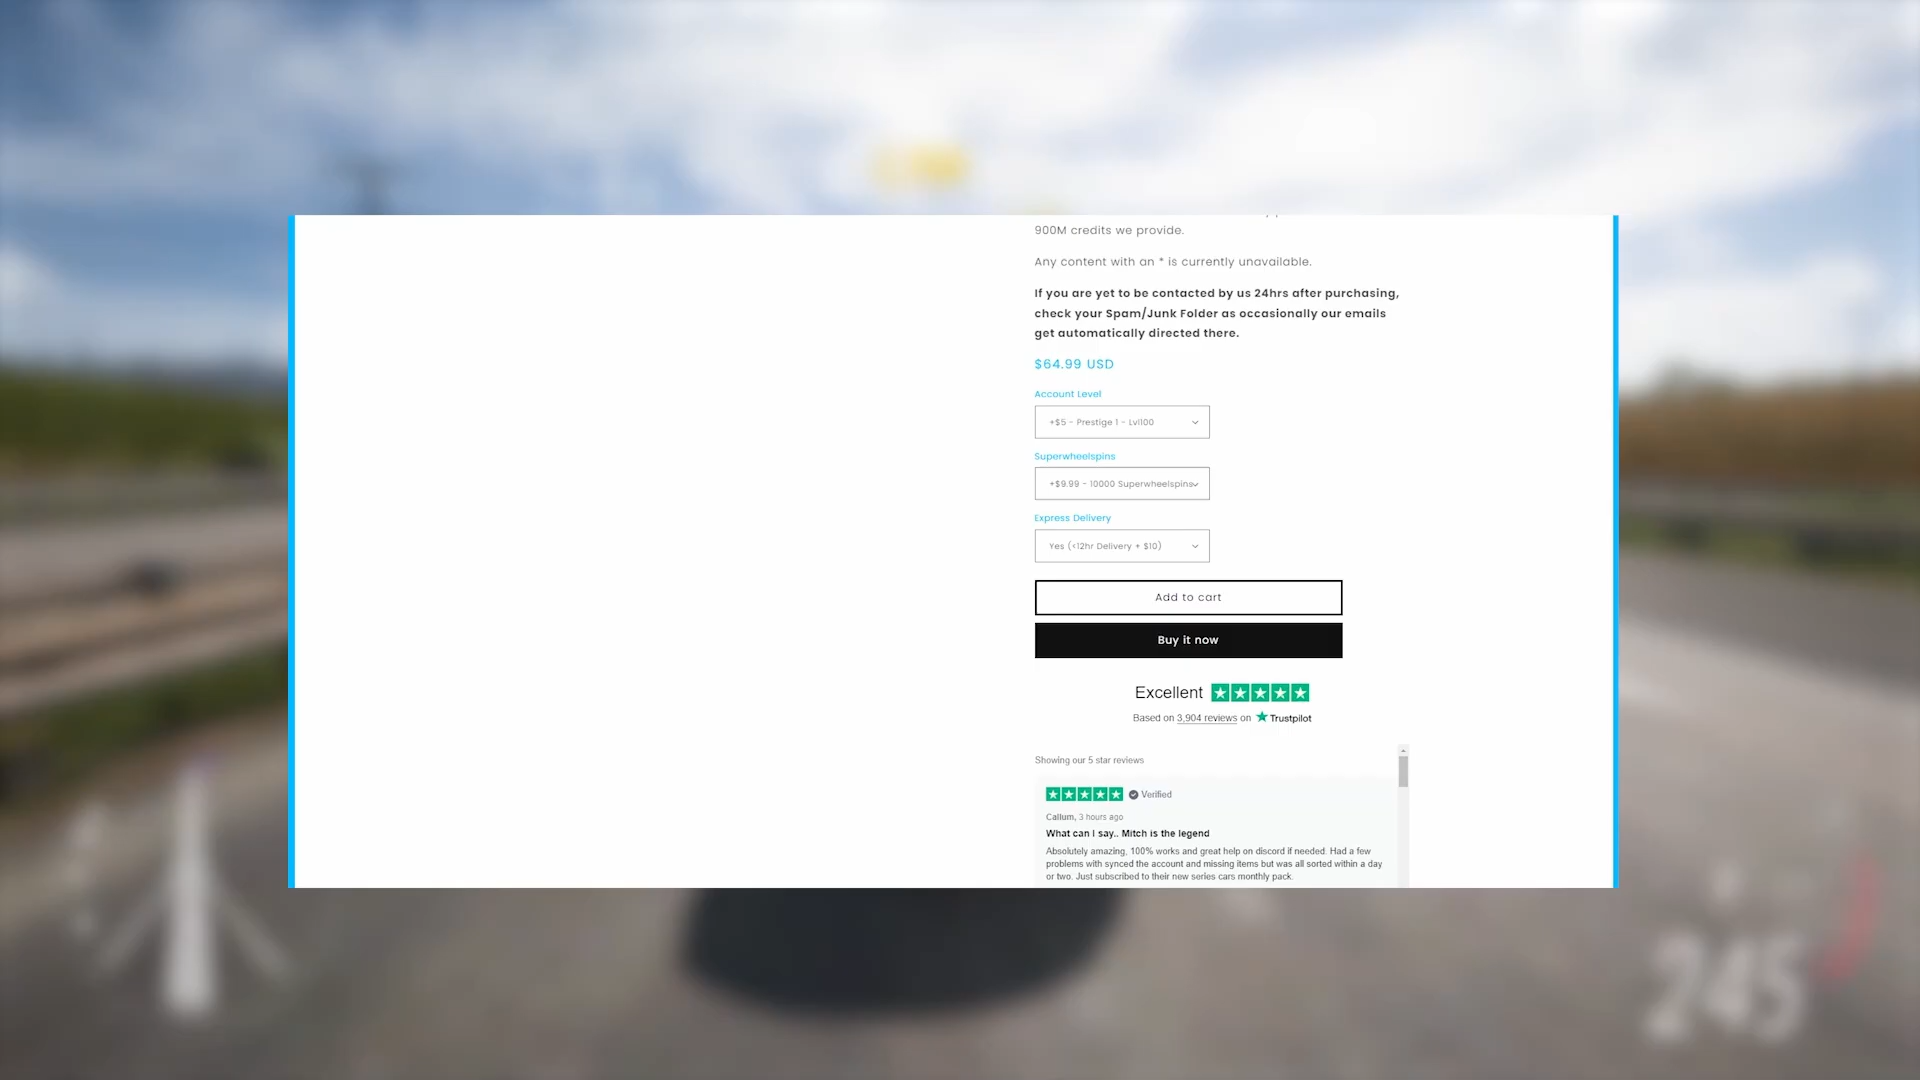 900M credits we provide.
Any content with an * is currently unavailable.
If you are yet to be contacted by us 24hrs after purchasing,
check your Spam/Junk Folder as occasionally our emails
get automatically directed there.
$64.99 USD
Account Level
+$5 - Prestige 1 - Lvl100
Superwheelspins
+$9.99 - 10000 Superwheelspins
Express Delivery
Yes (<12hr Delivery + $10)
Add to cart
Buy it now
Excellent
Based on 3,904 reviews on Trustpilot
Showing our 5 star reviews
Verified
Callum, 3 hours ago
What can I say.. Mitch is the legend
Absolutely amazing, 100% works and great help on discord if needed. Had a few
problems with synced the account and missing items but was all sorted within a day
or two. Just subscribed to their new series cars monthly pack.
245